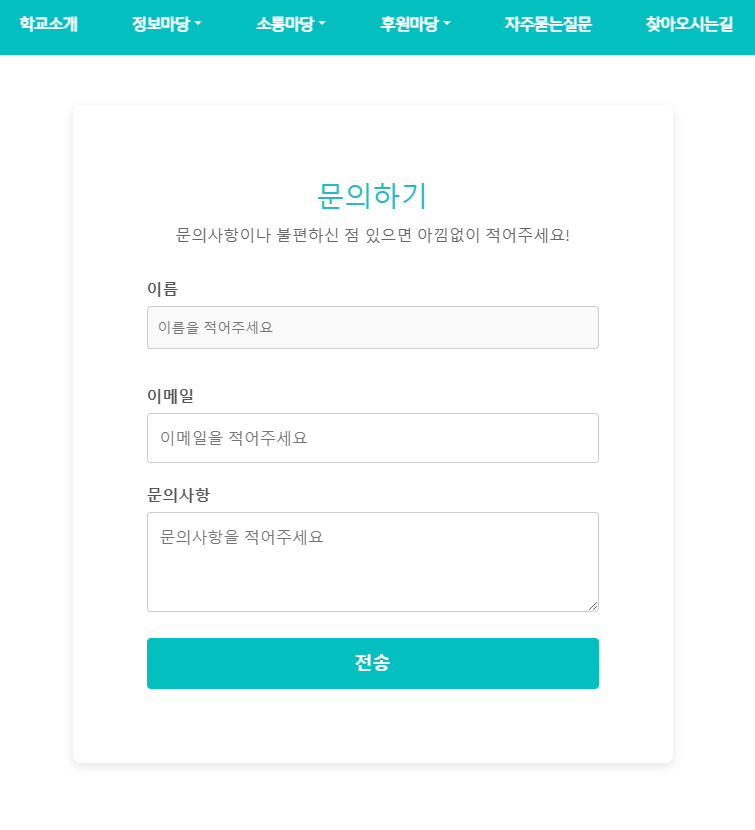 학교소개 정보마당 소통마당 후원마당 자주묻는질문 찾아오시는길
문의하기
문의사항이나 불편하신 점 있으면 아낌없이 적어주세요!
이름
이름을 적어주세요
이메일
이메일을 적어주세요
문의사항
문의사항을 적어주세요
전송